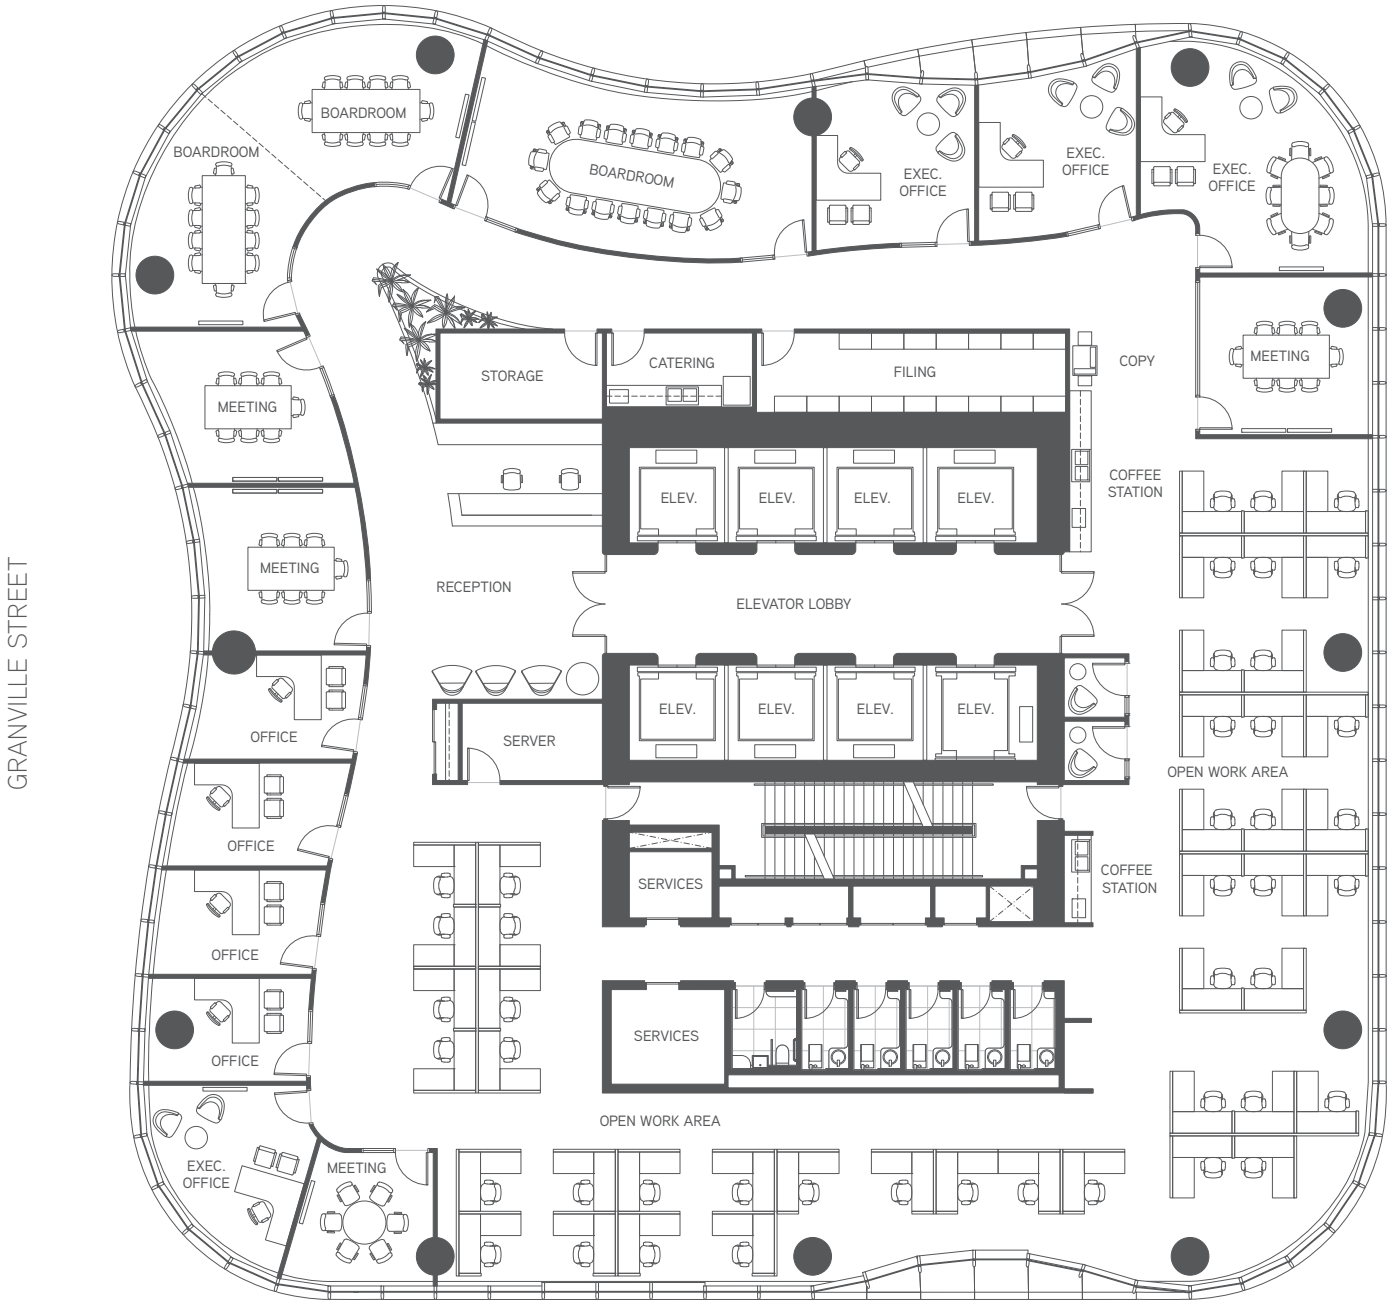 BOARDROOM
BOARDROOM
BOARDROOM
EXEC.
OFFICE
EXEC.
OFFICE
EXEC.
OFFICE
STORAGE
CATERING
FILING
COPY
MEETING
MEETING
ELEV.
ELEV.
ELEV.
ELEV.
COFFEE
STATION
MEETING
RECEPTION
ELEVATOR LOBBY
GRANVILLE STREET
OFFICE
SERVER
ELEV.
ELEV.
ELEV.
ELEV.
OPEN WORK AREA
OFFICE
SERVICES
COFFEE
STATION
OFFICE
OFFICE
SERVICES
OPEN WORK AREA
EXEC.
OFFICE
MEETING